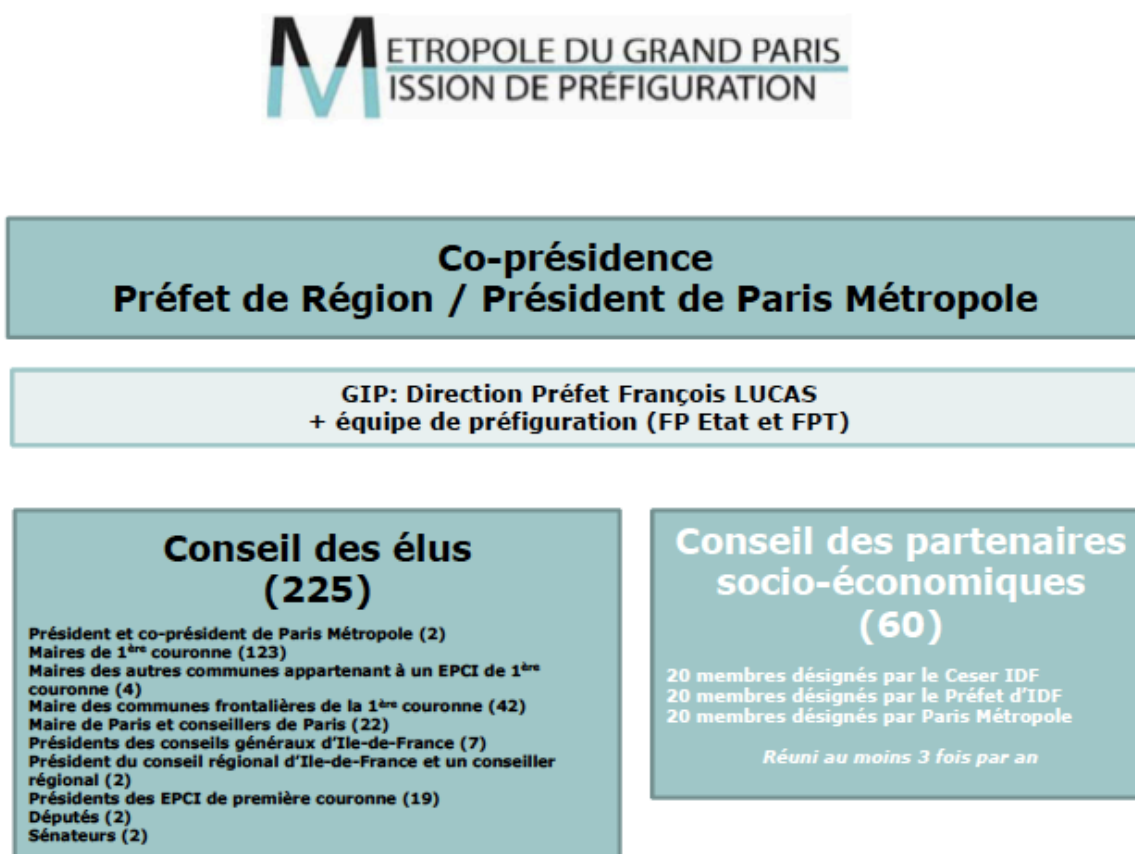 METROPOLE DU GRAND PARIS
MISSION DE PRÉFIGURATION
Co-présidence
Préfet de Région / Président de Paris Métropole
GIP: Direction Préfet François LUCAS
+ équipe de préfiguration (FP Etat et FPT)
Conseil des élus
(225)
Président et co-président de Paris Métropole (2)
Maires de 1ère couronne (123)
Maires des autres communes appartenant à un EPCI de 1ère
couronne (4)
Maire des communes frontalières de la 1ère couronne (42)
Maire de Paris et conseillers de Paris (22)
Présidents des conseils généraux d'Ile-de-France (7)
Président du conseil régional d'Ile-de-France et un conseiller
régional (2)
Présidents des EPCI de première couronne (19)
Députés (2)
Sénateurs (2)
Conseil des partenaires
socio-économiques
(60)
20 membres désignés par le Ceser IDF
20 membres désignés par le Préfet d'IDF
20 membres désignés par Paris Métropole
Réuni au moins 3 fois par an